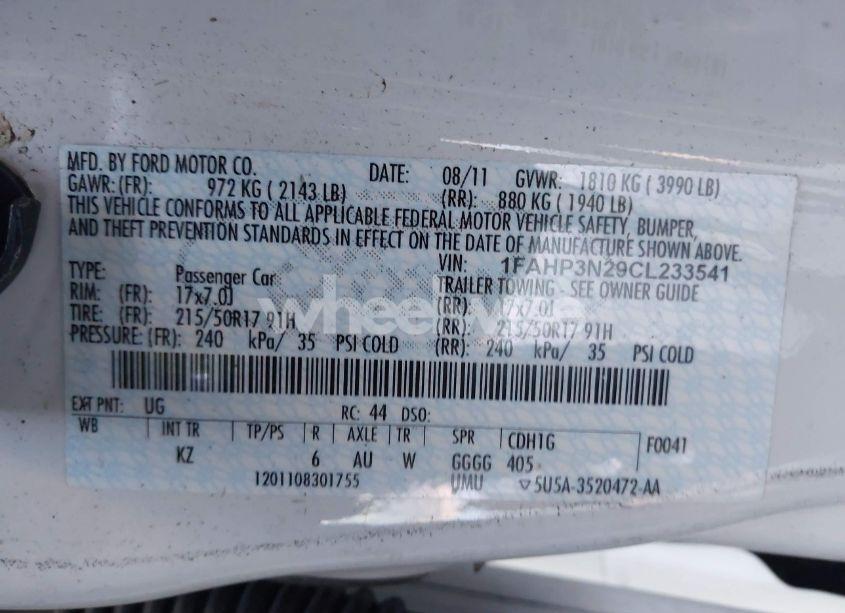 MFD. BY FORD MOTOR CO. DATE: 08/11 GVWR: 1810 KG ( 3990 LB)
GAWR: (FR): 972 KG ( 2143 LB) (RR): 880 KG ( 1940 LB)
THIS VEHICLE CONFORMS TO ALL APPLICABLE FEDERAL MOTOR VEHICLE SAFETY, BUMPER,
AND THEFT PREVENTION STANDARDS IN EFFECT ON THE DATE OF MANUFACTURE SHOWN ABOVE.
VIN: 1FAHP3N29CL233541
TYPE: Passenger Car TRAILER TOWING - SEE OWNER GUIDE
RIM: (FR): 17x7.0J (RR): 17x7.0J
TIRE: (FR): 215/50R17 91H (RR): 215/50R17 91H
PRESSURE: (FR): 240 kPa/ 35 PSI COLD (RR): 240 kPa/ 35 PSI COLD
wheelwise
EXT PNT: UG RC: 44 DSO:
WB INT TR TP/PS R AXLE TR SPR CDH1G F0041
KZ 6 AU W GGGG 405
1201108301755 UMU ▽5U5A-3520472-AA